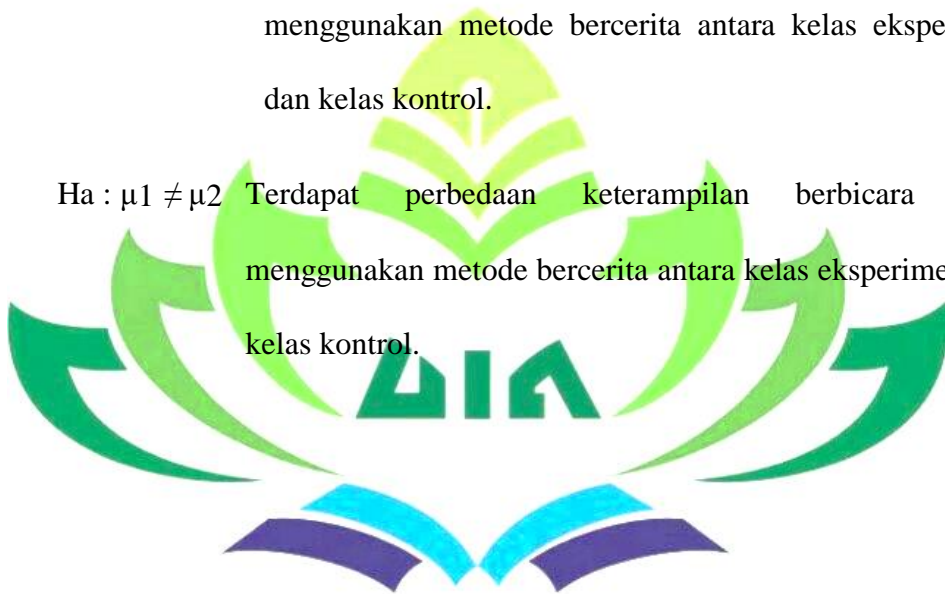 menggunakan metode bercerita antara kelas ekspe
dan kelas kontrol.
Ha : μ1 ≠ μ2 Terdapat perbedaan keterampilan berbicara
menggunakan metode bercerita antara kelas eksperime
kelas kontrol.
UIN